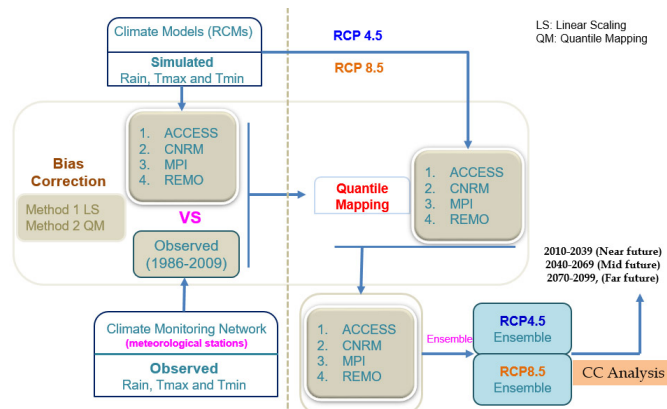 Climate Models (RCMs)
Simulated
Rain, Tmax and Tmin
RCP 4.5
RCP 8.5
LS: Linear Scaling
QM: Quantile Mapping
Bias
Correction
Method 1 LS
Method 2 QM
1. ACCESS
2. CNRM
3. MPI
4. REMO
VS
Observed
(1986-2009)
Climate Monitoring Network
(meteorological stations)
Observed
Rain, Tmax and Tmin
Quantile
Mapping
1. ACCESS
2. CNRM
3. MPI
4. REMO
1. ACCESS
2. CNRM
3. MPI
4. REMO
Ensemble
RCP4.5
Ensemble
RCP8.5
Ensemble
2010-2039 (Near future)
2040-2069 (Mid future)
2070-2099, (Far future)
CC Analysis